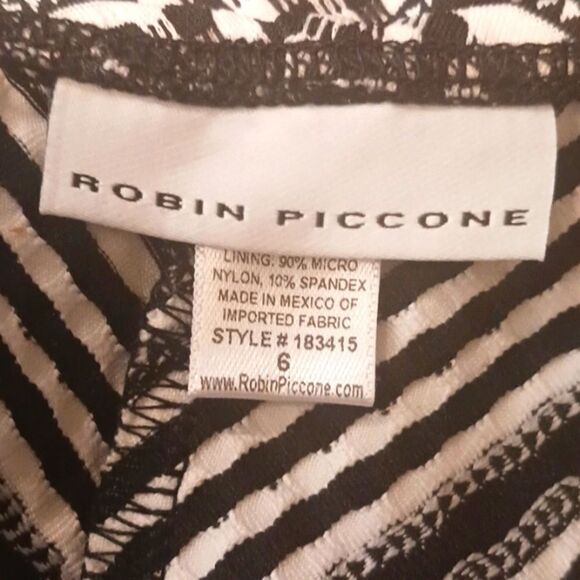 ROBIN PICCONE
LINING: 90% MICRO
NYLON, 10% SPANDEX
MADE IN MEXICO OF
IMPORTED FABRIC
STYLE# 183415
6
www.RobinPiccone.com